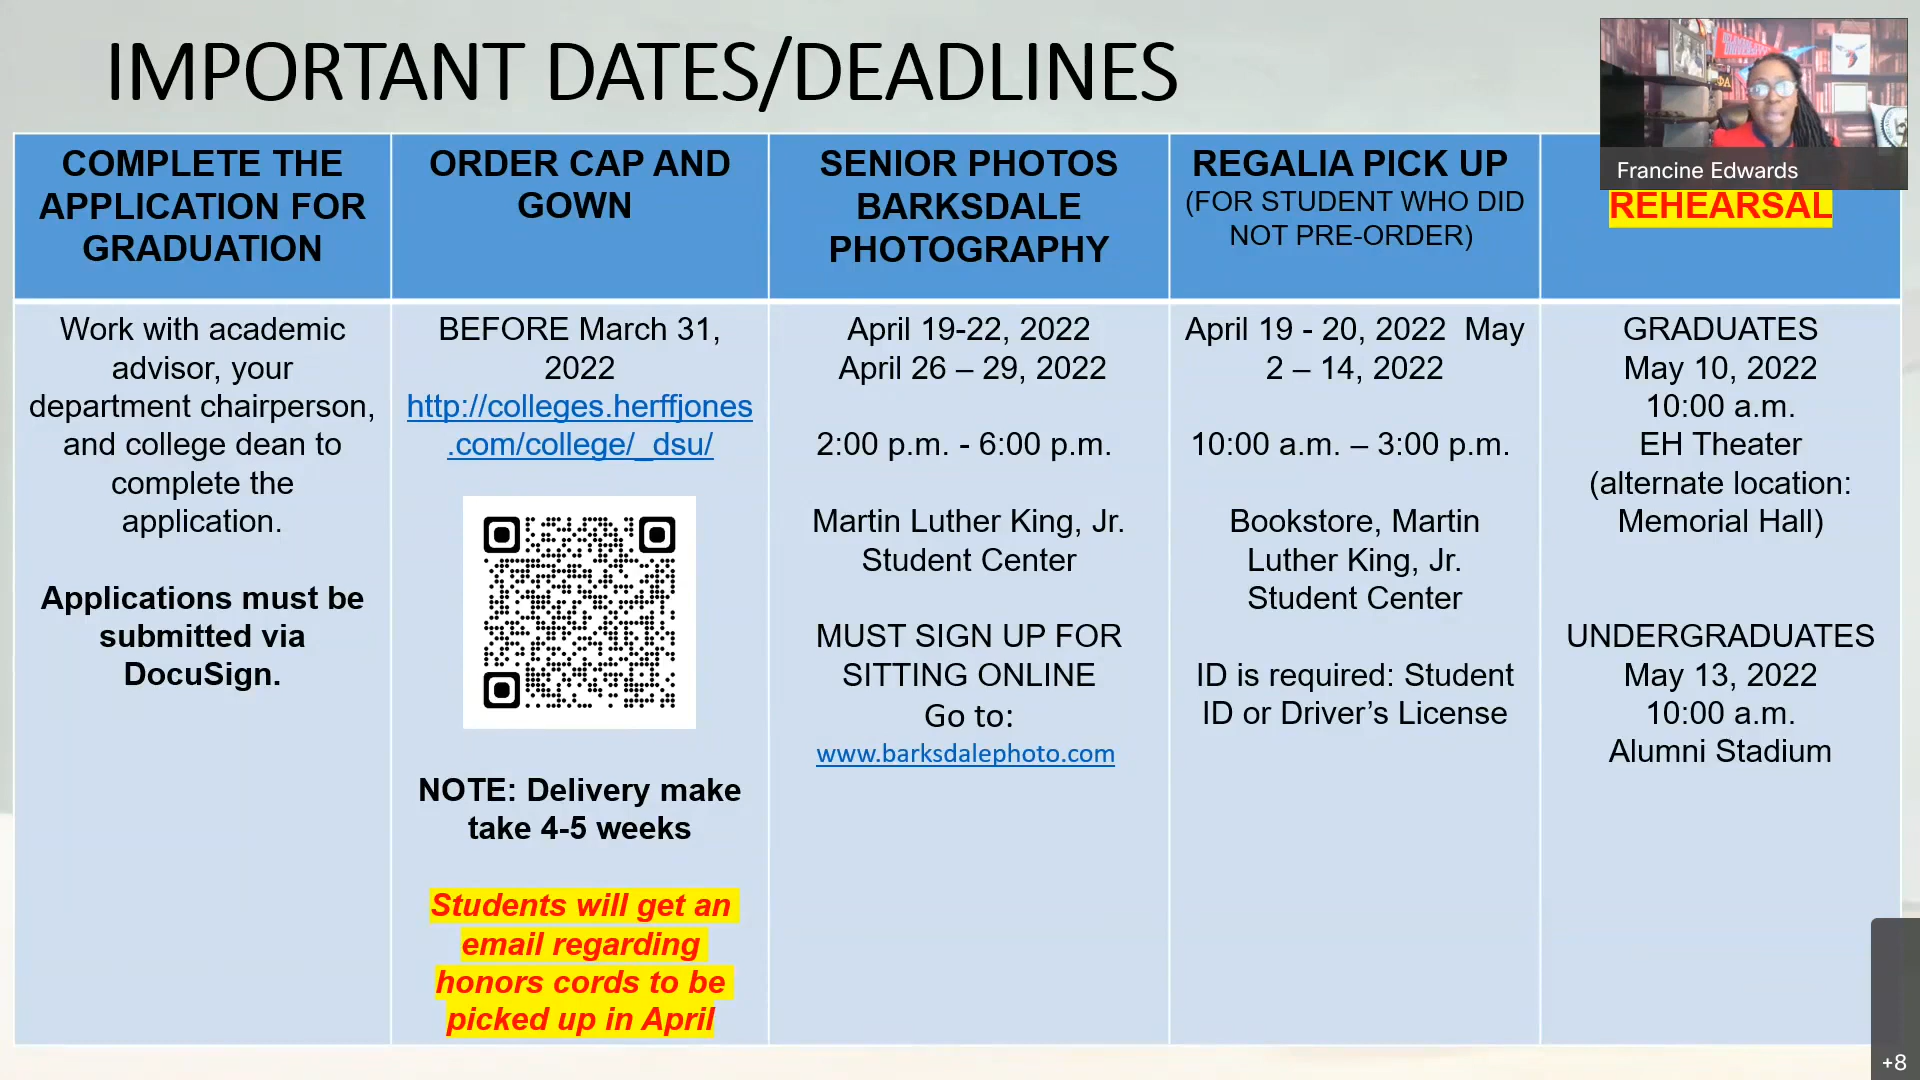 IMPORTANT DATES/DEADLINES
Francine Edwards
COMPLETE THE
APPLICATION FOR
GRADUATION
ORDER CAP AND
GOWN
SENIOR PHOTOS
BARKSDALE
PHOTOGRAPHY
REGALIA PICK UP
(FOR STUDENT WHO DID
NOT PRE-ORDER)
REHEARSAL
Work with academic
advisor, your
department chairperson,
and college dean to
complete the
application.
Applications must be
submitted via
DocuSign.
BEFORE March 31,
2022
http://colleges.herffjones
.com/college/_dsu/
NOTE: Delivery make
take 4-5 weeks
Students will get an
email regarding
honors cords to be
picked up in April
April 19-22, 2022
April 26 – 29, 2022
2:00 p.m. - 6:00 p.m.
Martin Luther King, Jr.
Student Center
MUST SIGN UP FOR
SITTING ONLINE
Go to:
www.barksdalephoto.com
April 19 - 20, 2022  May
2 – 14, 2022
10:00 a.m. – 3:00 p.m.
Bookstore, Martin
Luther King, Jr.
Student Center
ID is required: Student
ID or Driver’s License
GRADUATES
May 10, 2022
10:00 a.m.
EH Theater
(alternate location:
Memorial Hall)
UNDERGRADUATES
May 13, 2022
10:00 a.m.
Alumni Stadium
+8